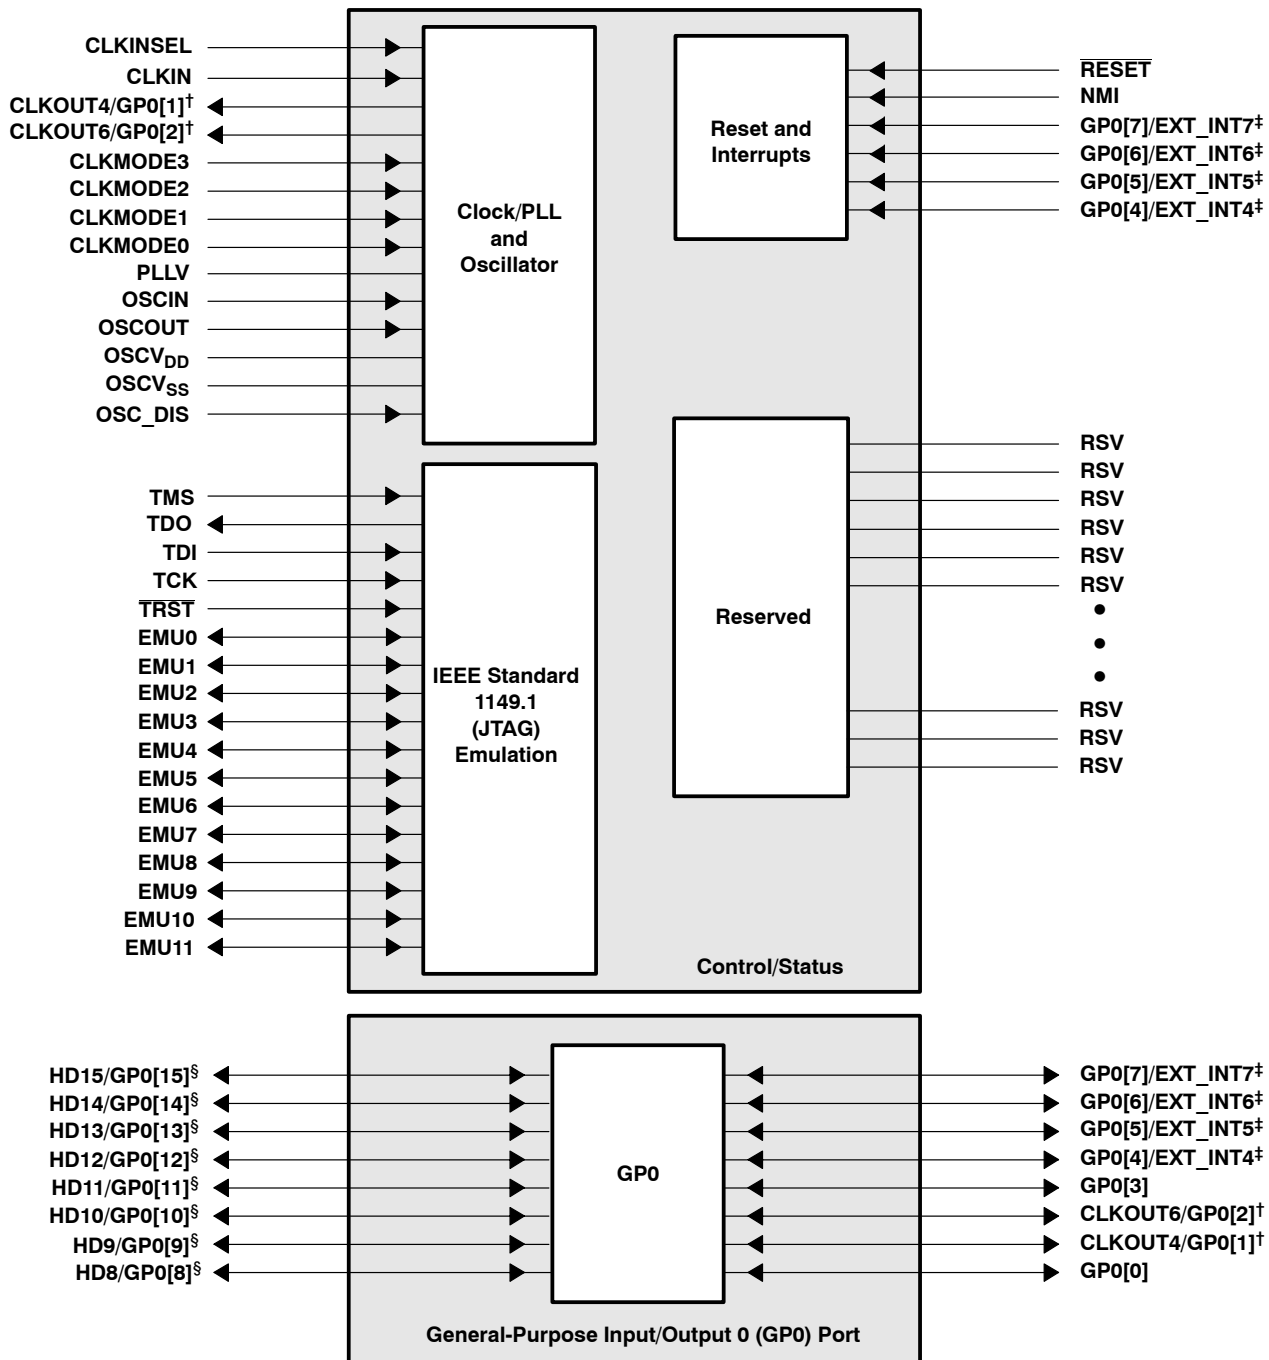 CLKINSEL
CLKIN
CLKOUT4/GP0[1]†
CLKOUT6/GP0[2]†
CLKMODE3
CLKMODE2
CLKMODE1
CLKMODE0
PLLV
OSCIN
OSCOUT
OSCVDD
OSCVSS
OSC_DIS
Clock/PLL
and
Oscillator
Reset and
Interrupts
RESET
NMI
GP0[7]/EXT_INT7‡
GP0[6]/EXT_INT6‡
GP0[5]/EXT_INT5‡
GP0[4]/EXT_INT4‡
TMS
TDO
TDI
TCK
TRST
EMU0
EMU1
EMU2
EMU3
EMU4
EMU5
EMU6
EMU7
EMU8
EMU9
EMU10
EMU11
IEEE Standard
1149.1
(JTAG)
Emulation
Reserved
RSV
RSV
RSV
RSV
RSV
RSV
•
•
•
RSV
RSV
RSV
Control/Status
HD15/GP0[15]§
HD14/GP0[14]§
HD13/GP0[13]§
HD12/GP0[12]§
HD11/GP0[11]§
HD10/GP0[10]§
HD9/GP0[9]§
HD8/GP0[8]§
GP0
GP0[7]/EXT_INT7‡
GP0[6]/EXT_INT6‡
GP0[5]/EXT_INT5‡
GP0[4]/EXT_INT4‡
GP0[3]
CLKOUT6/GP0[2]†
CLKOUT4/GP0[1]†
GP0[0]
General-Purpose Input/Output 0 (GP0) Port